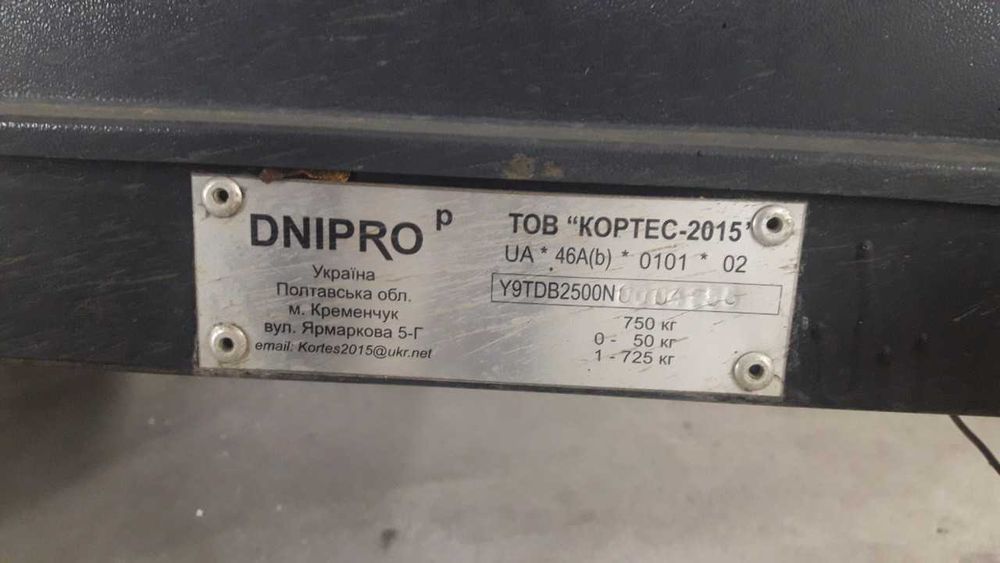 DNIPRO р
Україна
Полтавська обл.
м. Кременчук
вул. Ярмаркова 5-Г
email: Kortes2015@ukr.net
ТОВ "КОРТЕС-2015"
UA * 46A(b) * 0101 * 02
750 кг
0 - 50 кг
1 - 725 кг